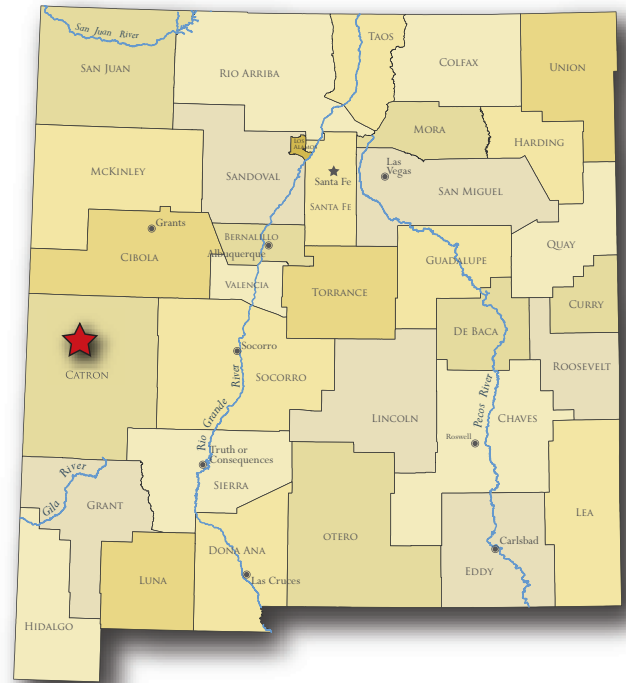 San Juan River
TAOS
COLFAX
UNION
SAN JUAN
RIO ARRIBA
MORA
HARDING
LOS
ALAMOS
Las
Vegas
MCKINLEY
SANDOVAL
Santa Fe
SAN MIGUEL
SANTA FE
Grants
BERNALILLO
QUAY
Albuquerque
CIBOLA
GUADALUPE
VALENCIA
TORRANCE
CURRY
DE BACA
Socorro
ROOSEVELT
CATRON
River
SOCORRO
Pecos River
LINCOLN
CHAVES
Rio Grande
Roswell
Truth or
Consequences
Gila River
SIERRA
GRANT
LEA
OTERO
Carlsbad
DONA ANA
EDDY
LUNA
Las Cruces
HIDALGO